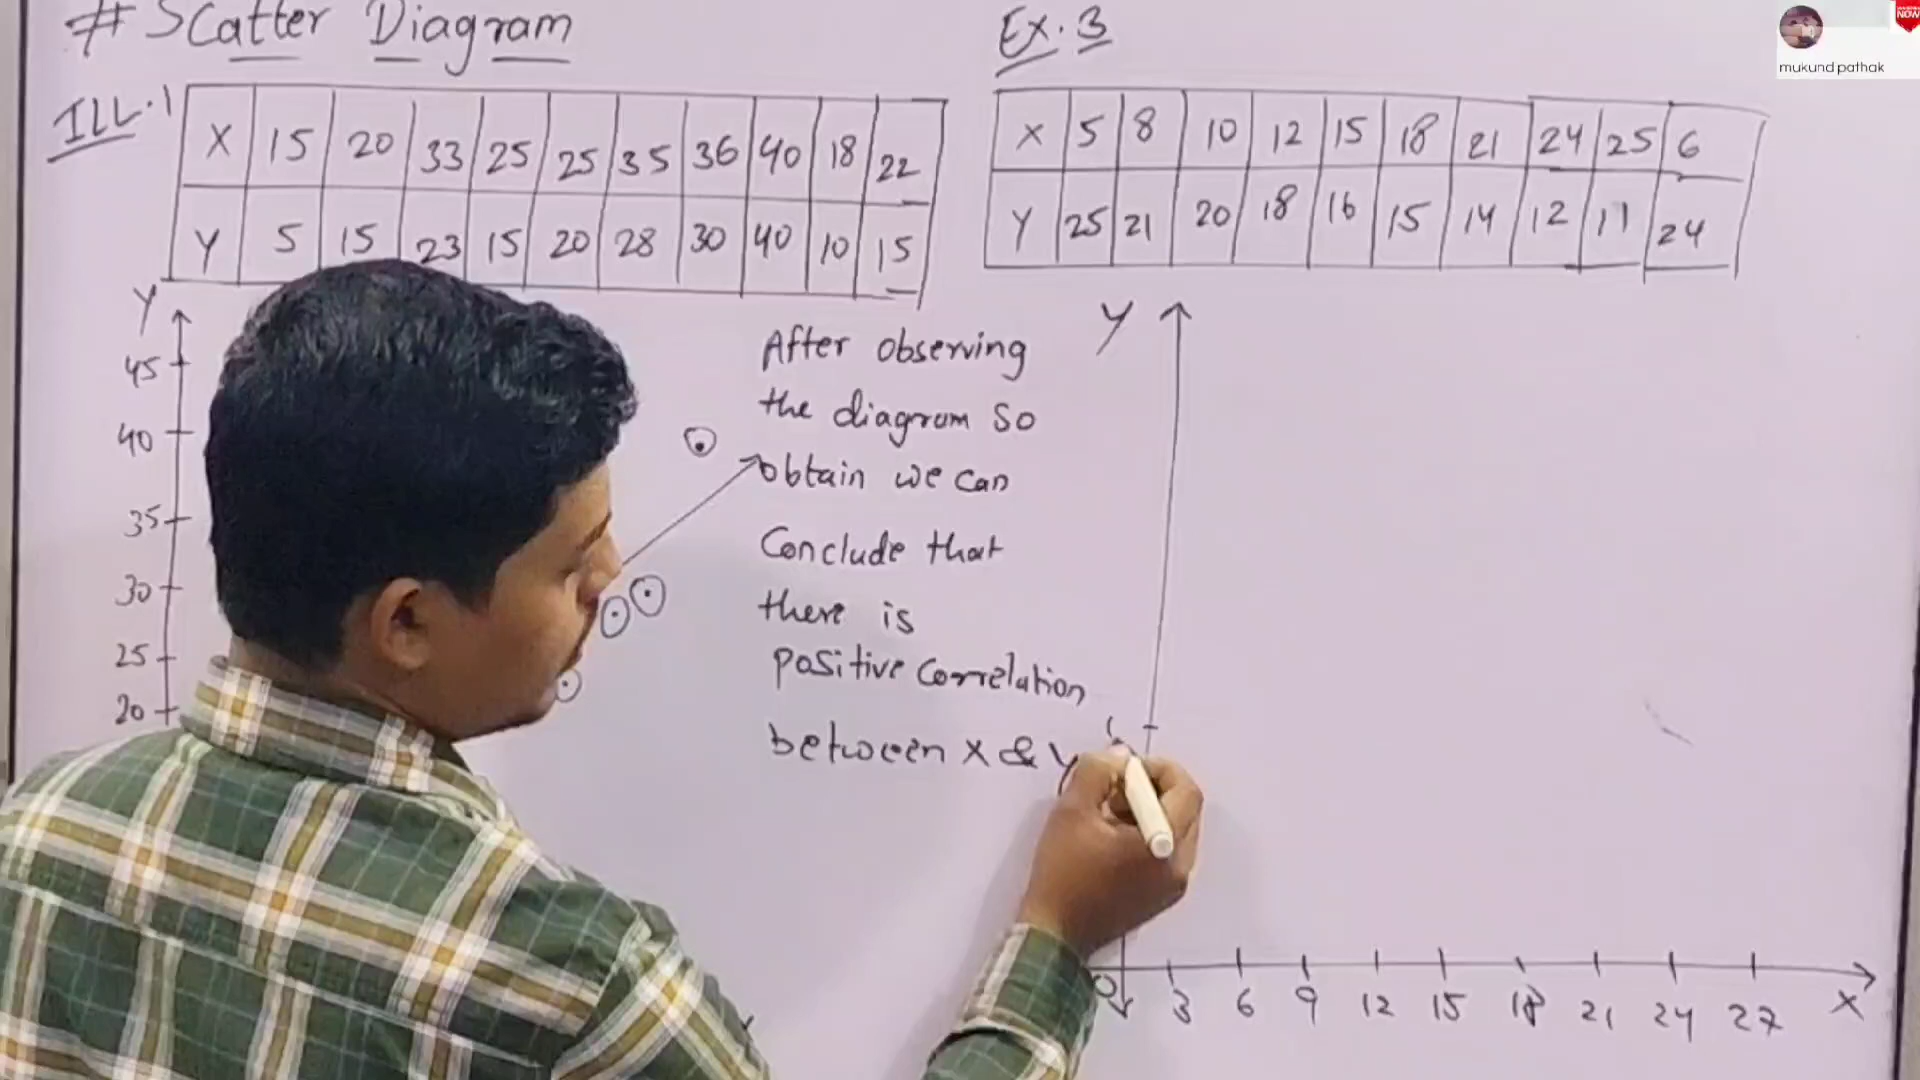 # Scatter Diagram
ILL.1
X 15 20 33 25 25 35 36 40 18 22
Y 5 15 23 15 20 28 30 40 10 15
Y
45
40
35
30
25
20
After observing
the diagram so
obtain we can
Conclude that
there is
positive correlation
between X & Y
Ex. 3
X 5 8 10 12 15 18 21 24 25 6
Y 25 21 20 18 16 15 14 12 11 24
Y
0 3 6 9 12 15 18 21 24 27 X
mukund pathak
NOW